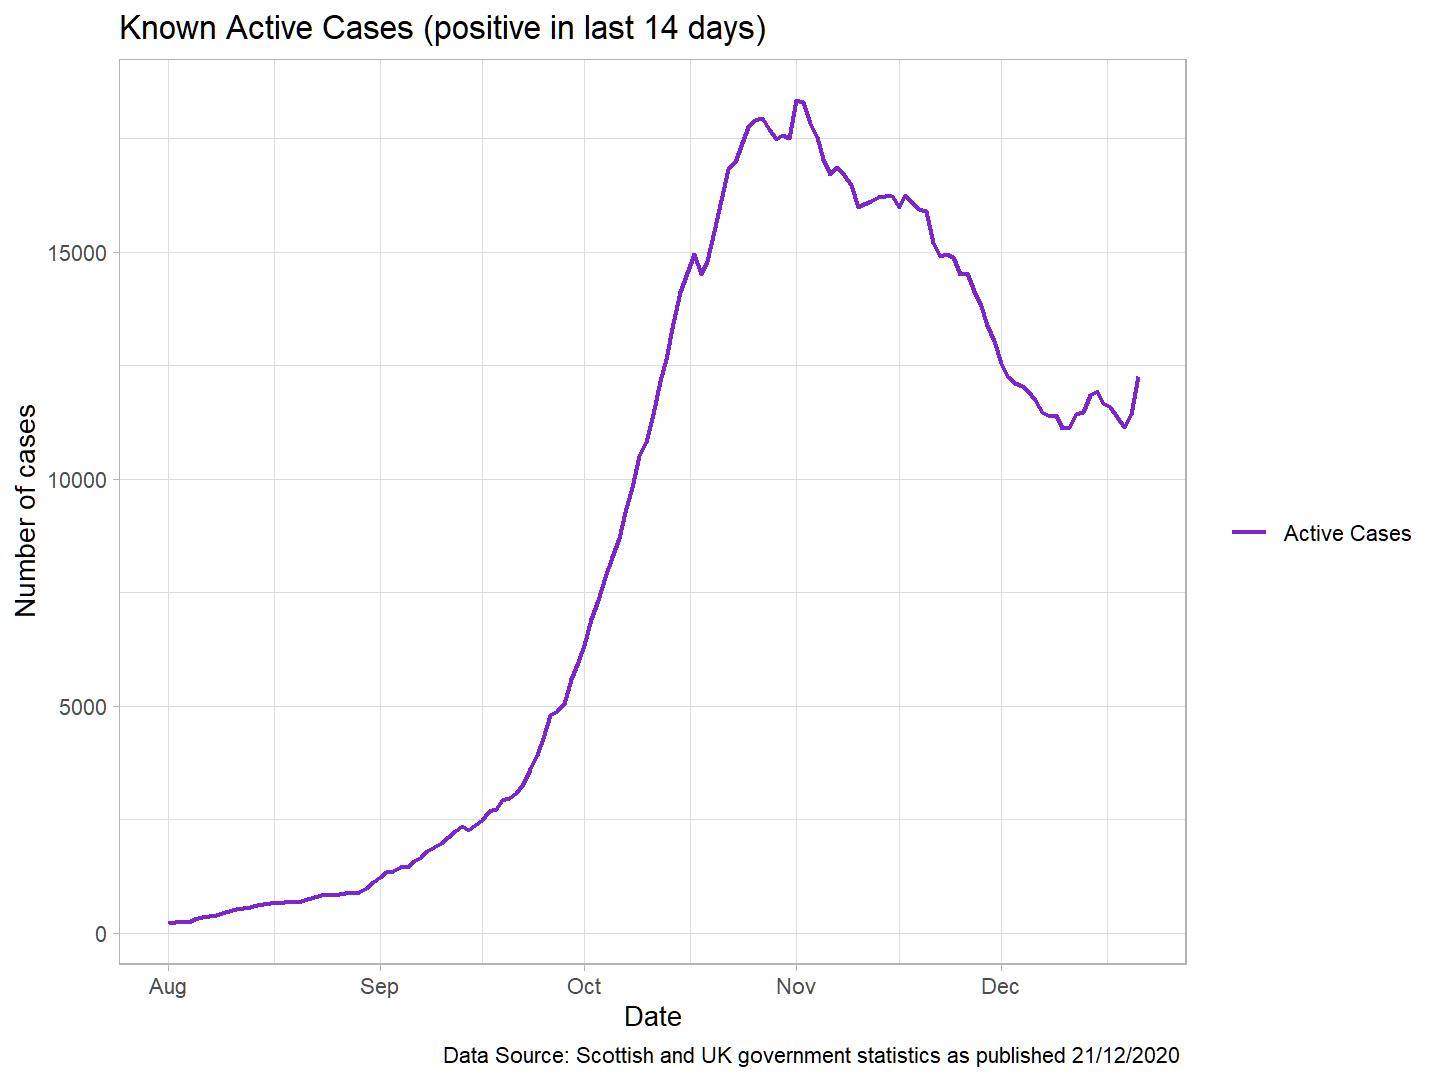 Known Active Cases (positive in last 14 days)
Number of cases
15000
10000
5000
0
Aug Sep Oct Nov Dec
Date
Active Cases
Data Source: Scottish and UK government statistics as published 21/12/2020